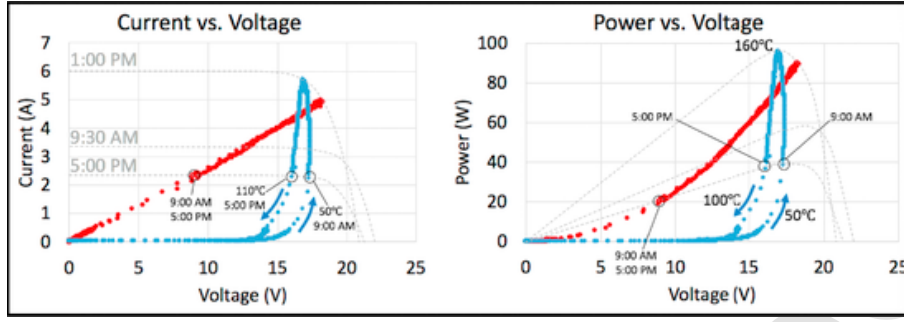 Current vs. Voltage
7
6
5
4
3
2
1
0
Current (A)
1:00 PM
9:30 AM
5:00 PM
9:00 AM
5:00 PM
110°C
5:00 PM
50°C
9:00 AM
0
5
10
15
20
25
Voltage (V)
Power vs. Voltage
100
80
60
40
20
0
Power (W)
160°C
5:00 PM
9:00 AM
100°C
50°C
9:00 AM
5:00 PM
0
5
10
15
20
25
Voltage (V)